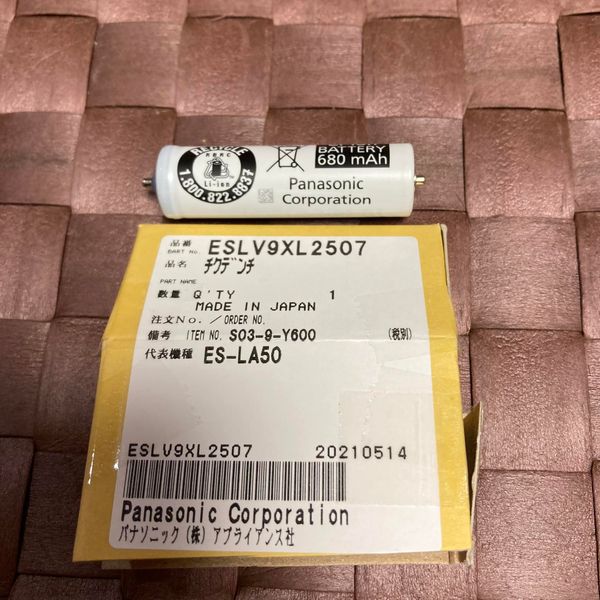 RECYCLE
RBRC
Li-ion
1.800.822.8837
BATTERY
680 mAh
Panasonic
Corporation
品番 PART No. ESLV9XL2507
品名 チクデンチ
PART NAME
数量 Q'TY 1
MADE IN JAPAN
注文No. / ORDER NO.
備考 ITEM NO. S03-9-Y600 (税別)
代表機種 ES-LA50
ESLV9XL2507 20210514
Panasonic Corporation
パナソニック(株)アプライアンス社